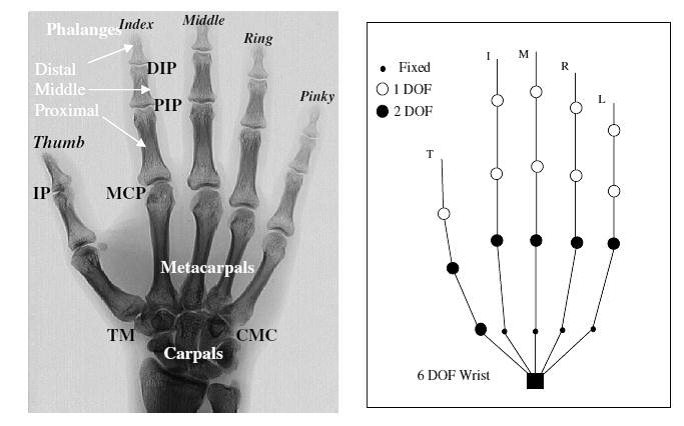 Phalanges
Index
Middle
Ring
Pinky
Distal
DIP
Middle
PIP
Proximal
Thumb
IP
MCP
Metacarpals
TM
CMC
Carpals
Fixed
1 DOF
2 DOF
I
M
R
L
T
6 DOF Wrist